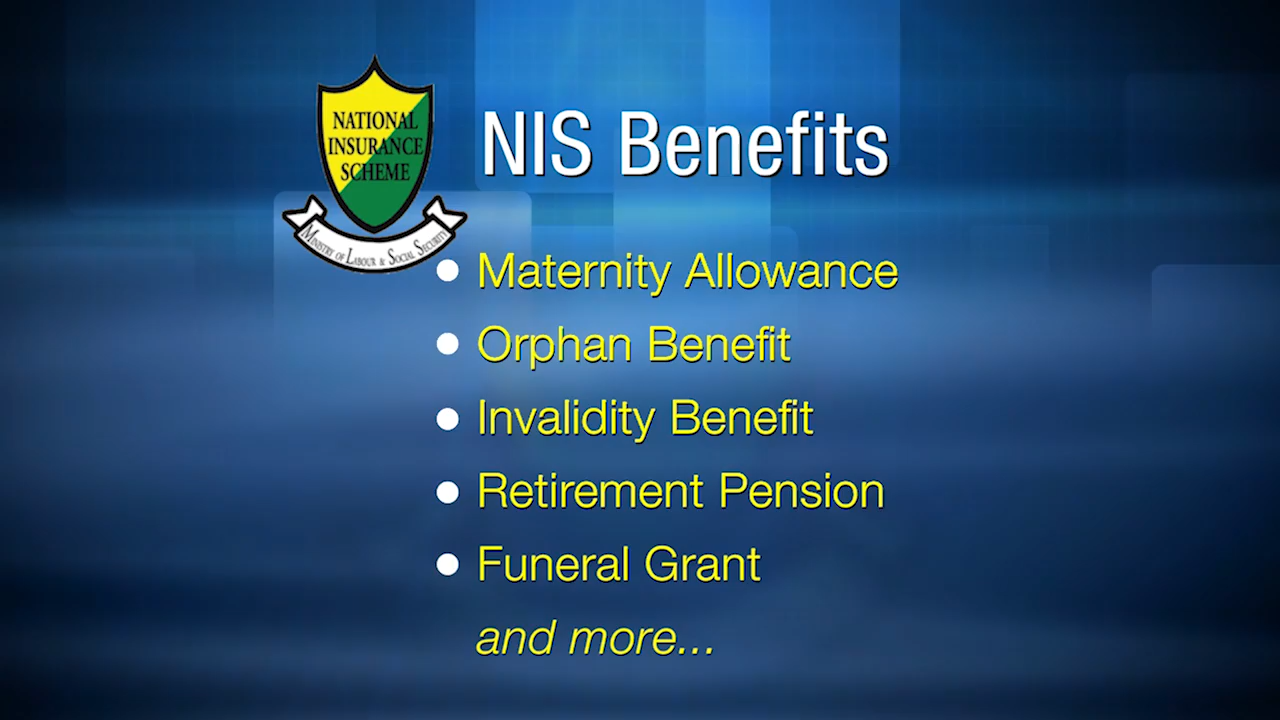 NATIONAL
INSURANCE
SCHEME
MINISTRY OF LABOUR & SOCIAL SECURITY
NIS Benefits
• Maternity Allowance
• Orphan Benefit
• Invalidity Benefit
• Retirement Pension
• Funeral Grant
and more...